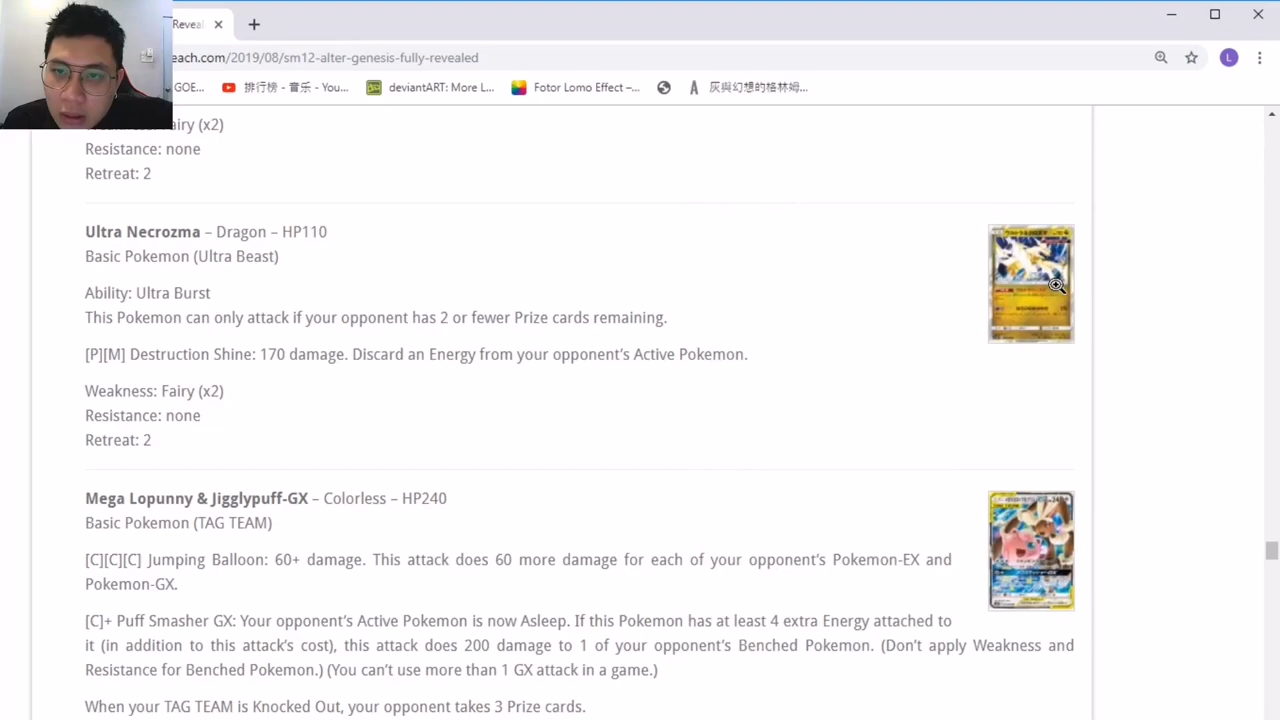 Reveal
each.com/2019/08/sm12-alter-genesis-fully-revealed
L
GOE...
排行榜 - 音乐 - You...
deviantART: More L...
Fotor Lomo Effect –...
灰與幻想的格林姆...
Fairy (x2)
Resistance: none
Retreat: 2
Ultra Necrozma – Dragon – HP110
Basic Pokemon (Ultra Beast)
Ability: Ultra Burst
This Pokemon can only attack if your opponent has 2 or fewer Prize cards remaining.
[P][M] Destruction Shine: 170 damage. Discard an Energy from your opponent’s Active Pokemon.
Weakness: Fairy (x2)
Resistance: none
Retreat: 2
Mega Lopunny & Jigglypuff-GX – Colorless – HP240
Basic Pokemon (TAG TEAM)
[C][C][C] Jumping Balloon: 60+ damage. This attack does 60 more damage for each of your opponent’s Pokemon-EX and
Pokemon-GX.
[C]+ Puff Smasher GX: Your opponent’s Active Pokemon is now Asleep. If this Pokemon has at least 4 extra Energy attached to
it (in addition to this attack’s cost), this attack does 200 damage to 1 of your opponent’s Benched Pokemon. (Don’t apply Weakness and
Resistance for Benched Pokemon.) (You can’t use more than 1 GX attack in a game.)
When your TAG TEAM is Knocked Out, your opponent takes 3 Prize cards.